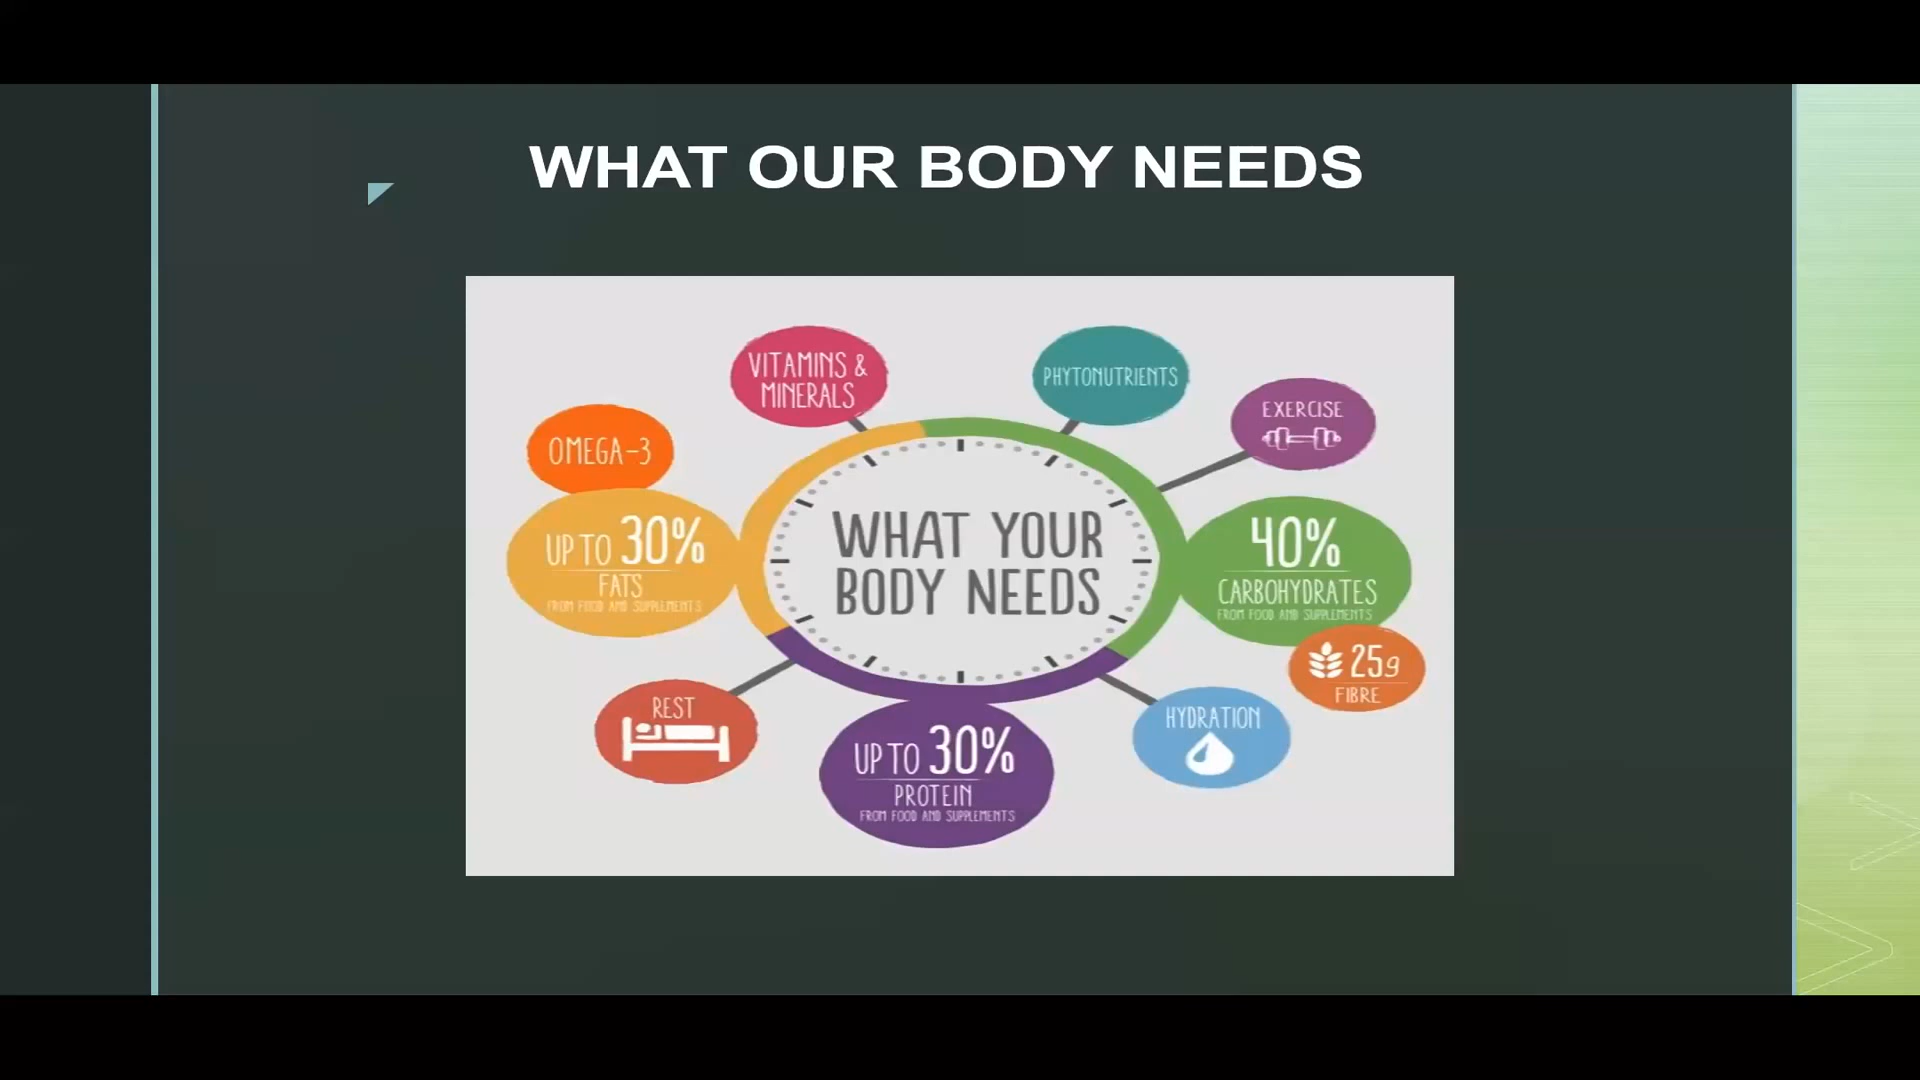 WHAT OUR BODY NEEDS
VITAMINS &
MINERALS
PHYTONUTRIENTS
EXERCISE
OMEGA-3
UP TO 30%
FATS
FROM FOOD AND SUPPLEMENTS
WHAT YOUR
BODY NEEDS
40%
CARBOHYDRATES
FROM FOOD AND SUPPLEMENTS
25g
FIBRE
REST
UP TO 30%
PROTEIN
FROM FOOD AND SUPPLEMENTS
HYDRATION